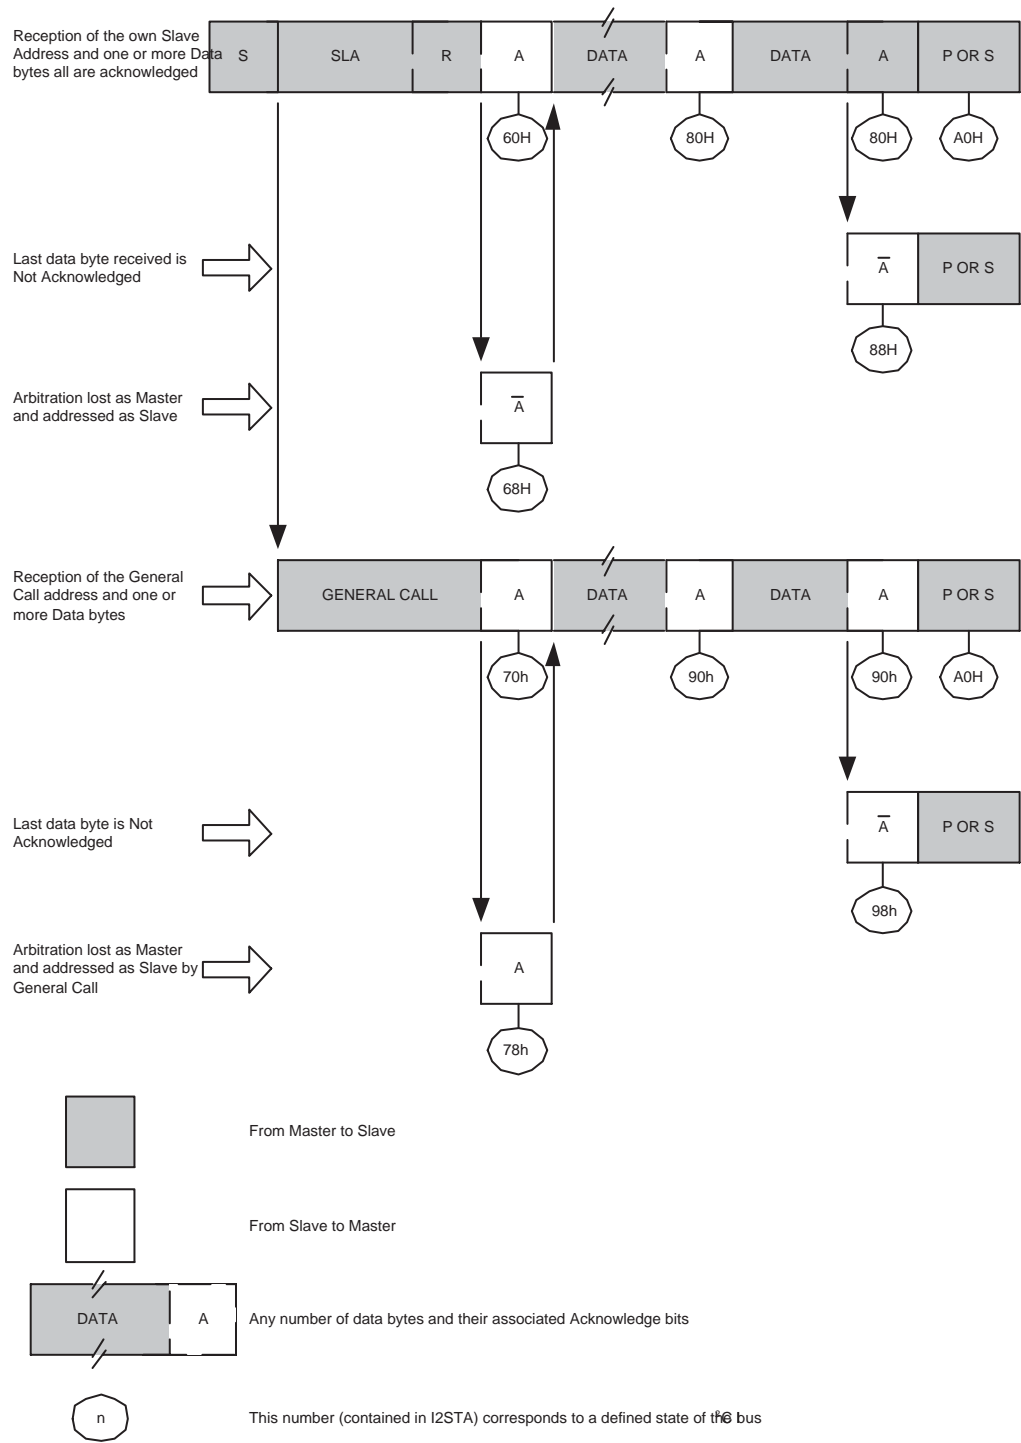 Reception of the own Slave
Address and one or more Data
bytes all are acknowledged
S SLA R A DATA A DATA A P OR S
60H 80H 80H A0H
Last data byte received is
Not Acknowledged
A̅ P OR S
88H
Arbitration lost as Master
and addressed as Slave
A̅
68H
Reception of the General
Call address and one or
more Data bytes
GENERAL CALL A DATA A DATA A P OR S
70h 90h 90h A0H
Last data byte is Not
Acknowledged
A̅ P OR S
98h
Arbitration lost as Master
and addressed as Slave by
General Call
A
78h
From Master to Slave
From Slave to Master
DATA A Any number of data bytes and their associated Acknowledge bits
n This number (contained in I2STA) corresponds to a defined state of the bus